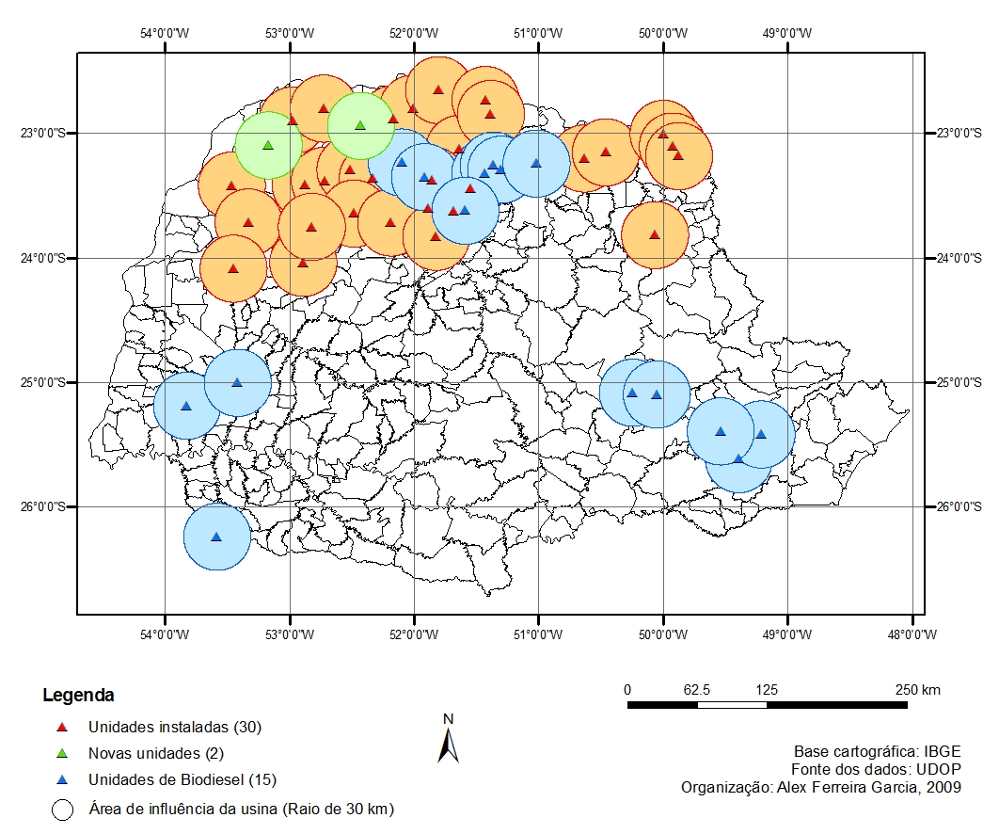 54°0'0"W 53°0'0"W 52°0'0"W 51°0'0"W 50°0'0"W 49°0'0"W
23°0'0"S 23°0'0"S
24°0'0"S 24°0'0"S
25°0'0"S 25°0'0"S
26°0'0"S 26°0'0"S
54°0'0"W 53°0'0"W 52°0'0"W 51°0'0"W 50°0'0"W 49°0'0"W 48°0'0"W
Legenda
Unidades instaladas (30)
Novas unidades (2)
Unidades de Biodiesel (15)
Área de influência da usina (Raio de 30 km)
N
0 62.5 125 250 km
Base cartográfica: IBGE
Fonte dos dados: UDOP
Organização: Alex Ferreira Garcia, 2009